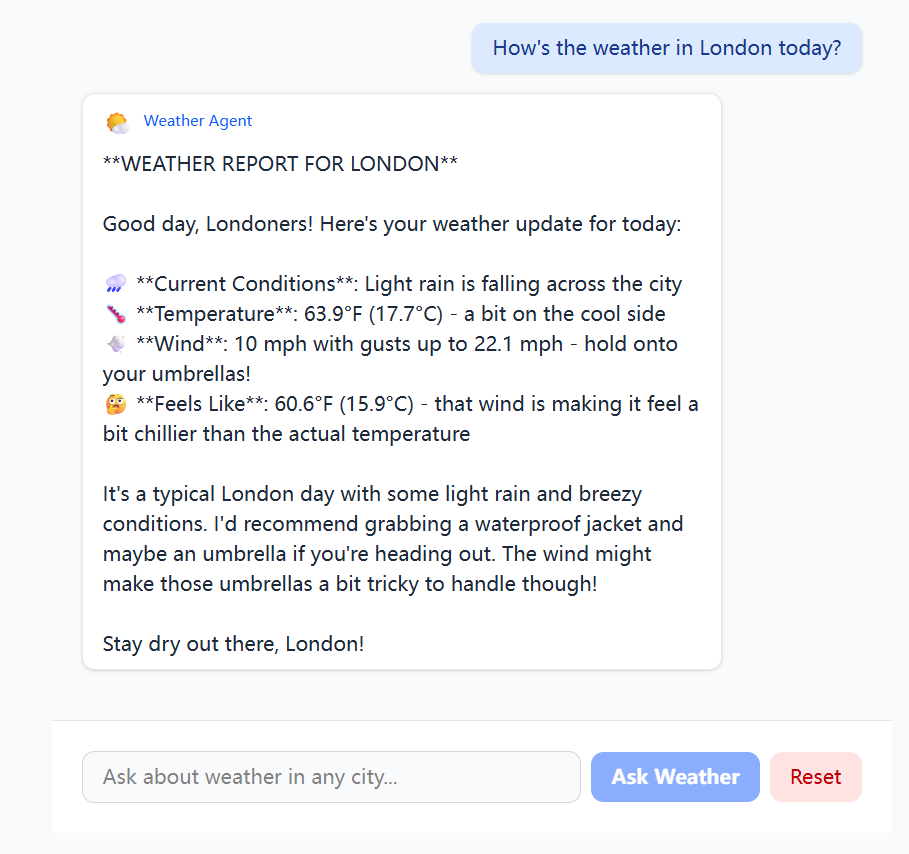 How's the weather in London today?
Weather Agent
**WEATHER REPORT FOR LONDON**
Good day, Londoners! Here's your weather update for today:
🌧️ **Current Conditions**: Light rain is falling across the city
🌡️ **Temperature**: 63.9°F (17.7°C) - a bit on the cool side
💨 **Wind**: 10 mph with gusts up to 22.1 mph - hold onto
your umbrellas!
🤔 **Feels Like**: 60.6°F (15.9°C) - that wind is making it feel a
bit chillier than the actual temperature
It's a typical London day with some light rain and breezy
conditions. I'd recommend grabbing a waterproof jacket and
maybe an umbrella if you're heading out. The wind might
make those umbrellas a bit tricky to handle though!
Stay dry out there, London!
Ask about weather in any city...
Ask Weather
Reset